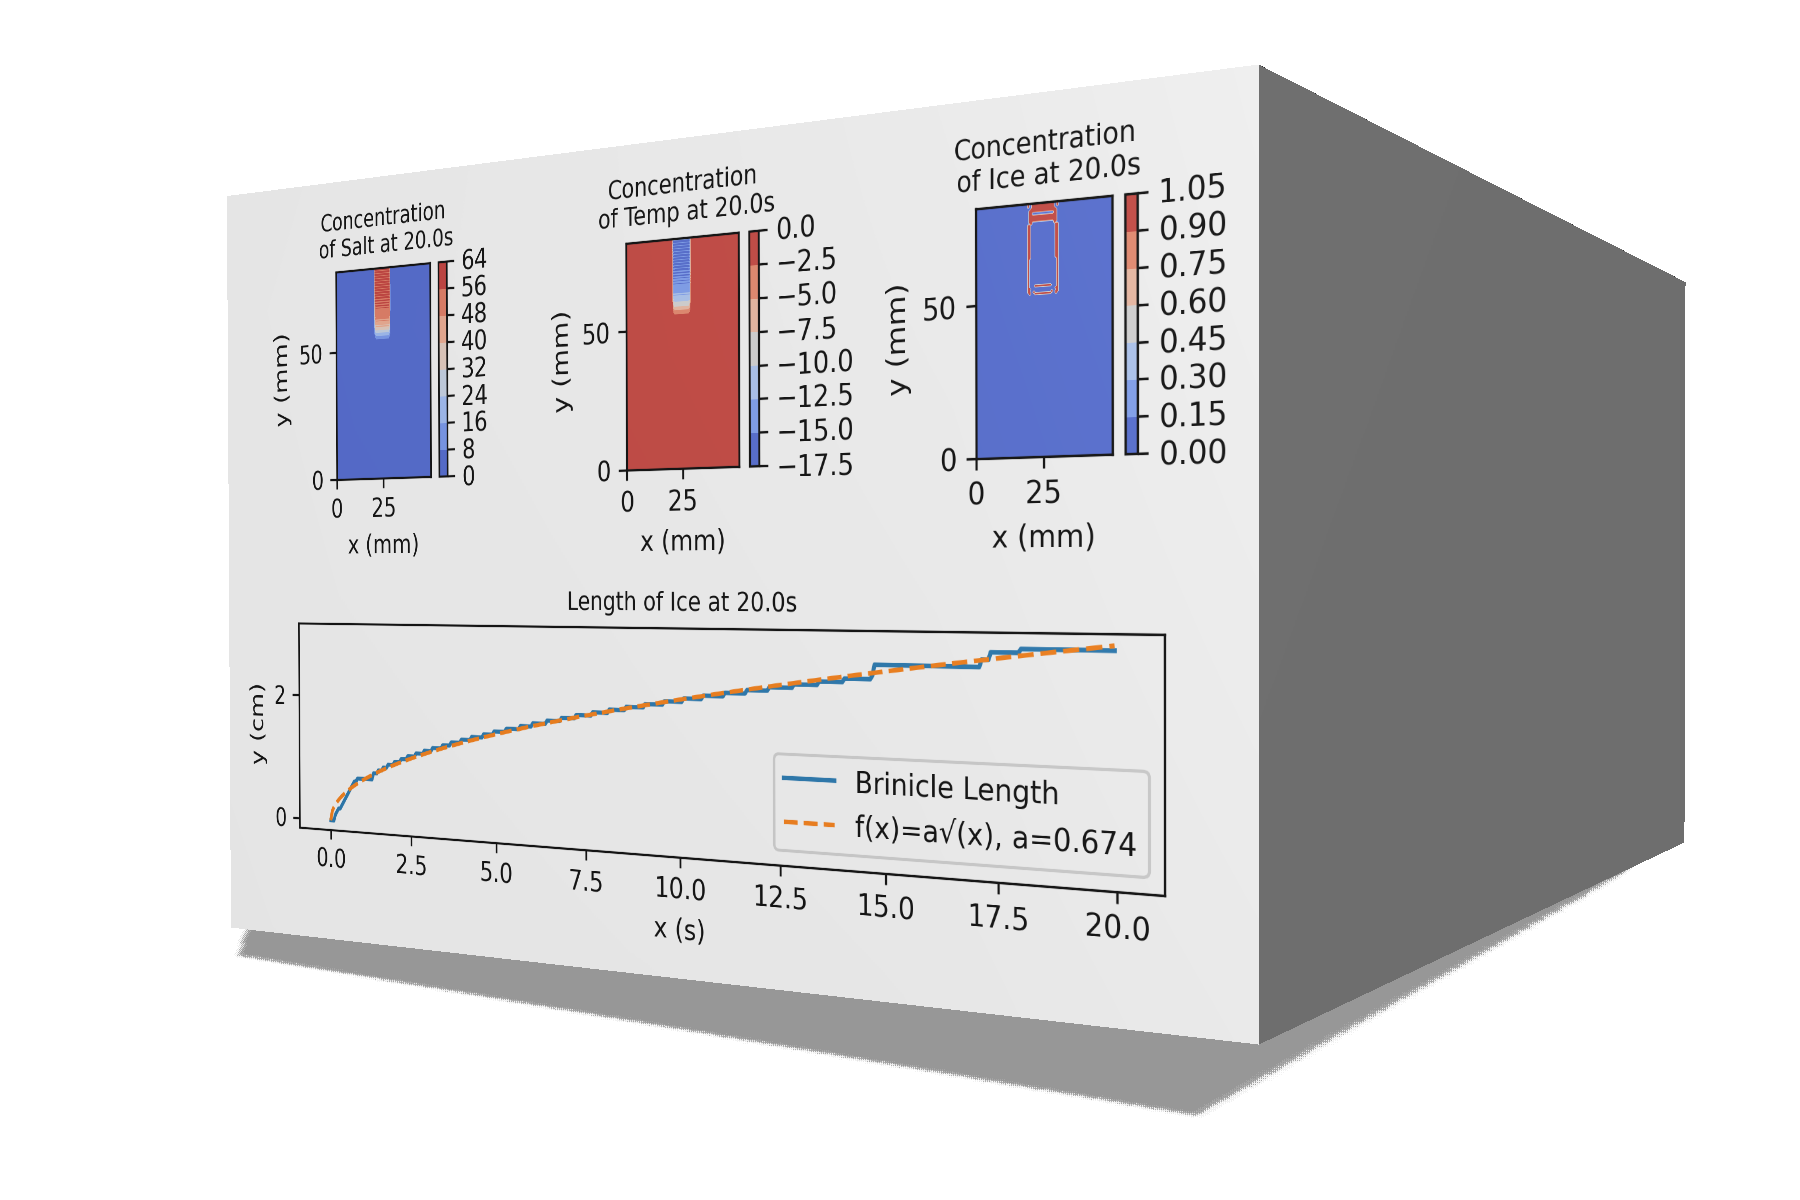 Concentration
of Salt at 20.0s
64
56
48
40
32
24
16
8
0
y (mm)
50
0
0 25
x (mm)
Concentration
of Temp at 20.0s
0.0
−2.5
−5.0
−7.5
−10.0
−12.5
−15.0
−17.5
y (mm)
50
0
0 25
x (mm)
Concentration
of Ice at 20.0s
1.05
0.90
0.75
0.60
0.45
0.30
0.15
0.00
y (mm)
50
0
0 25
x (mm)
Length of Ice at 20.0s
y (cm)
2
0
Brinicle Length
f(x)=a√(x), a=0.674
0.0 2.5 5.0 7.5 10.0 12.5 15.0 17.5 20.0
x (s)